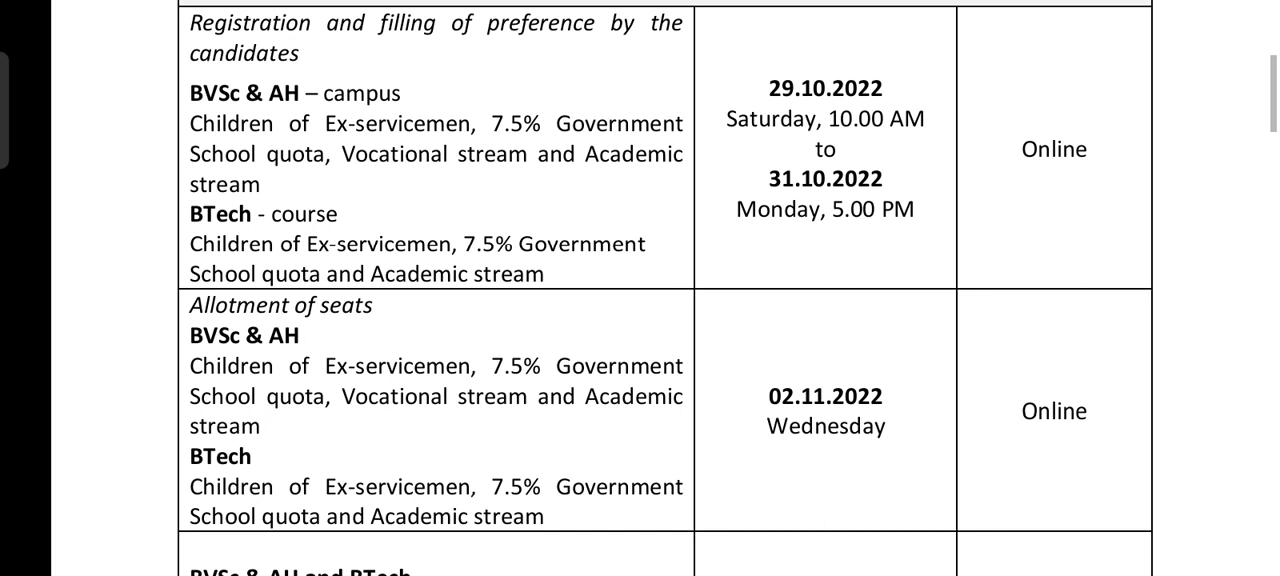 Registration and filling of preference by the
candidates
BVSc & AH – campus
Children of Ex-servicemen, 7.5% Government
School quota, Vocational stream and Academic
stream
BTech - course
Children of Ex-servicemen, 7.5% Government
School quota and Academic stream
29.10.2022
Saturday, 10.00 AM
to
31.10.2022
Monday, 5.00 PM
Online
Allotment of seats
BVSc & AH
Children of Ex-servicemen, 7.5% Government
School quota, Vocational stream and Academic
stream
BTech
Children of Ex-servicemen, 7.5% Government
School quota and Academic stream
02.11.2022
Wednesday
Online
BVSc & AH and BTech